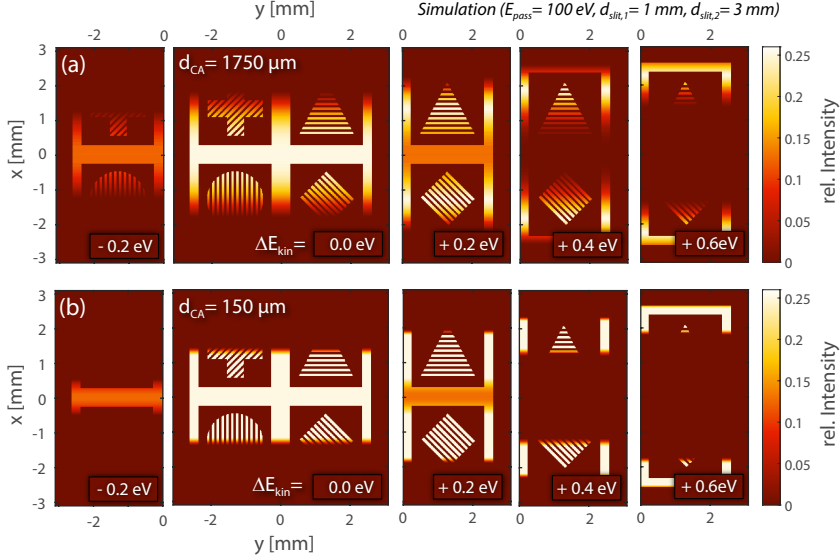 y [mm]
Simulation (E_pass= 100 eV, d_slit,1= 1 mm, d_slit,2= 3 mm)
-2 0 2 0 2 0 2 0 2
(a)
d_CA= 1750 µm
3
2
1
0
-1
-2
-3
x [mm]
- 0.2 eV
ΔE_kin= 0.0 eV
+ 0.2 eV
+ 0.4 eV
+ 0.6eV
0.25
0.2
0.15
0.1
0.05
0
rel. Intensity
(b)
d_CA= 150 µm
3
2
1
0
-1
-2
-3
x [mm]
- 0.2 eV
ΔE_kin= 0.0 eV
+ 0.2 eV
+ 0.4 eV
+ 0.6eV
0.25
0.2
0.15
0.1
0.05
0
rel. Intensity
-2 -2 0 2 0 2 0 2 0 2
y [mm]